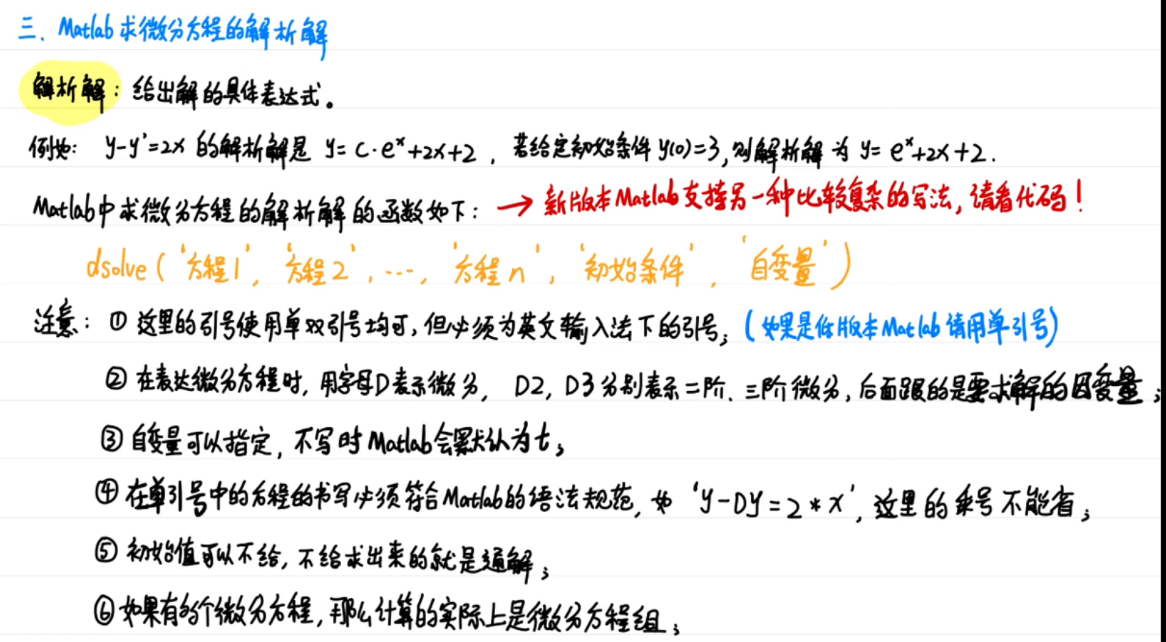 三、Matlab求微分方程的解析解
解析解：给出解的具体表达式。
例如： y-y'=2x 的解析解是 y= c·eˣ+2x+2 ，若给定初始条件 y(0)=3，则解析解为 y= eˣ+2x+2.
Matlab中求微分方程的解析解的函数如下： → 新版本Matlab支持另一种比较复杂的写法，请看代码！
dsolve ( '方程1', '方程2', ..., '方程n', '初始条件', '自变量' )
注意：① 这里的引号使用单双引号均可，但必须为英文输入法下的引号；(如果是低版本Matlab请用单引号)
② 在表达微分方程时，用字母D表示微分， D2, D3分别表示二阶、三阶微分，后面跟的是要求解的因变量；
③ 自变量可以指定，不写时Matlab会默认为t；
④ 在单引号中的方程的书写必须符合Matlab的语法规范，如 'y-Dy=2*x'，这里的乘号不能省；
⑤ 初始值可以不给，不给求出来的就是通解；
⑥ 如果有多个微分方程，那么计算的实际上是微分方程组；